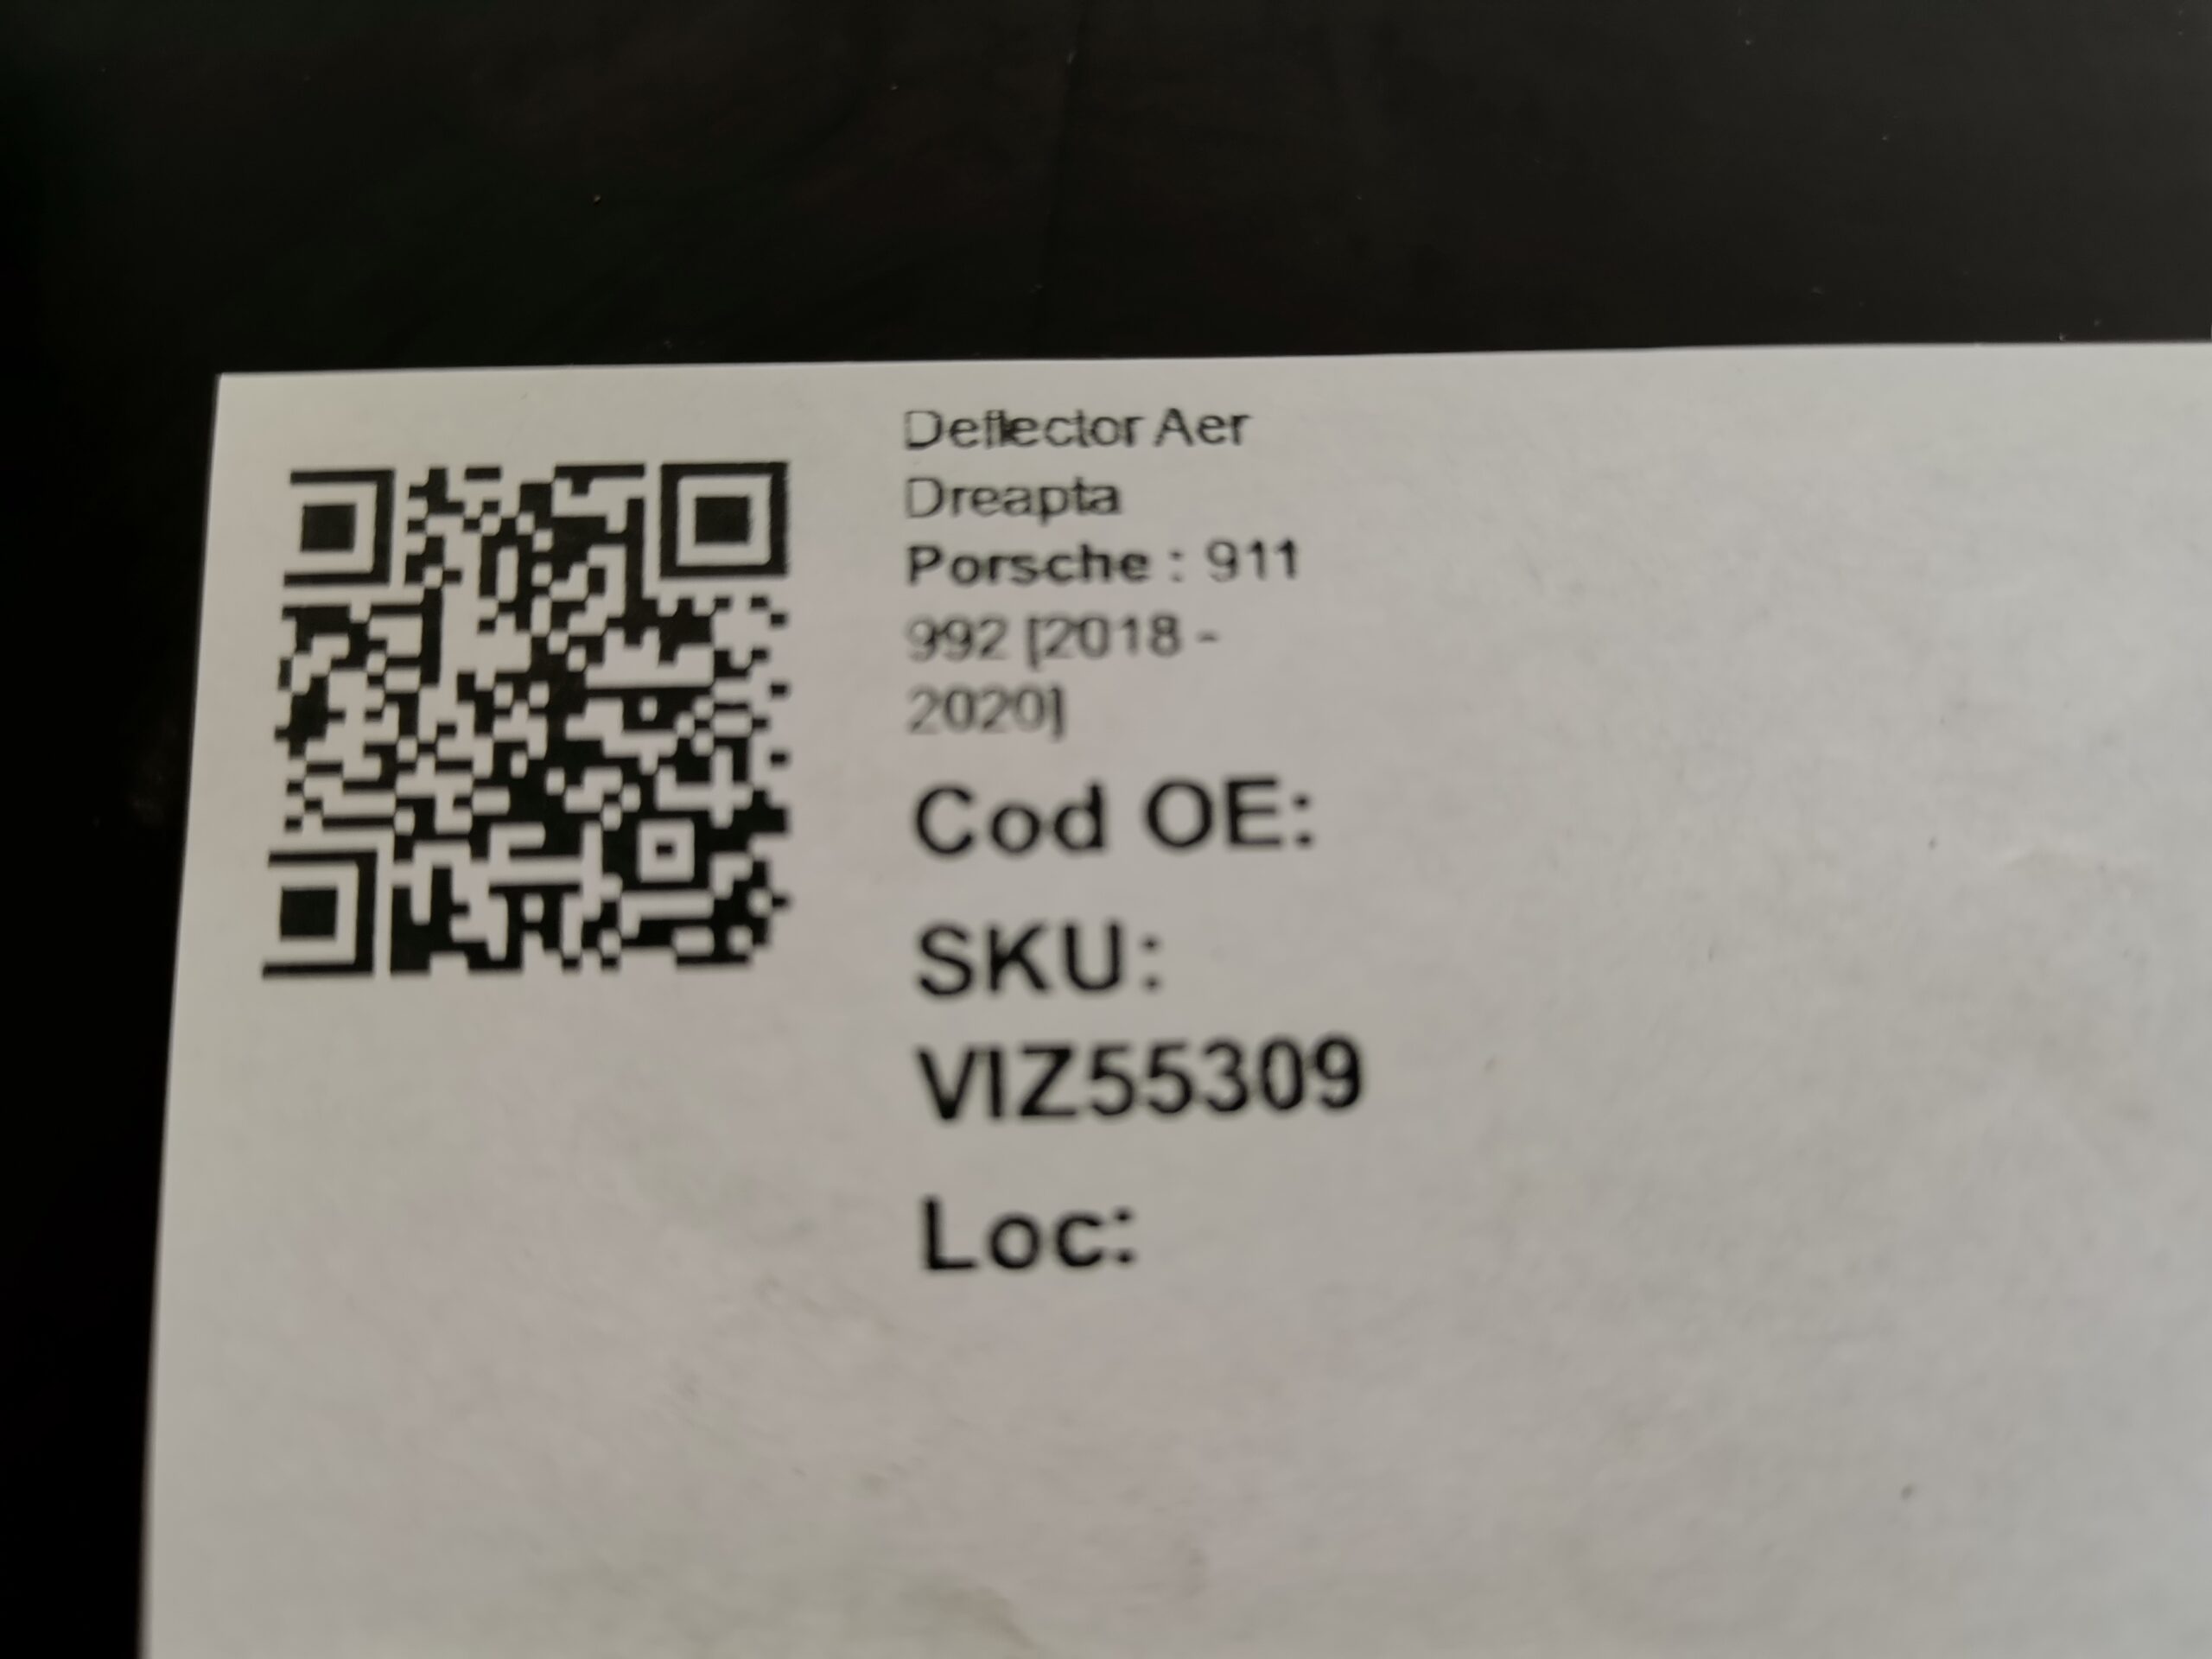 Deflector Aer
Dreapta
Porsche : 911
992 [2018 -
2020]
Cod OE:
SKU:
VIZ55309
Loc: